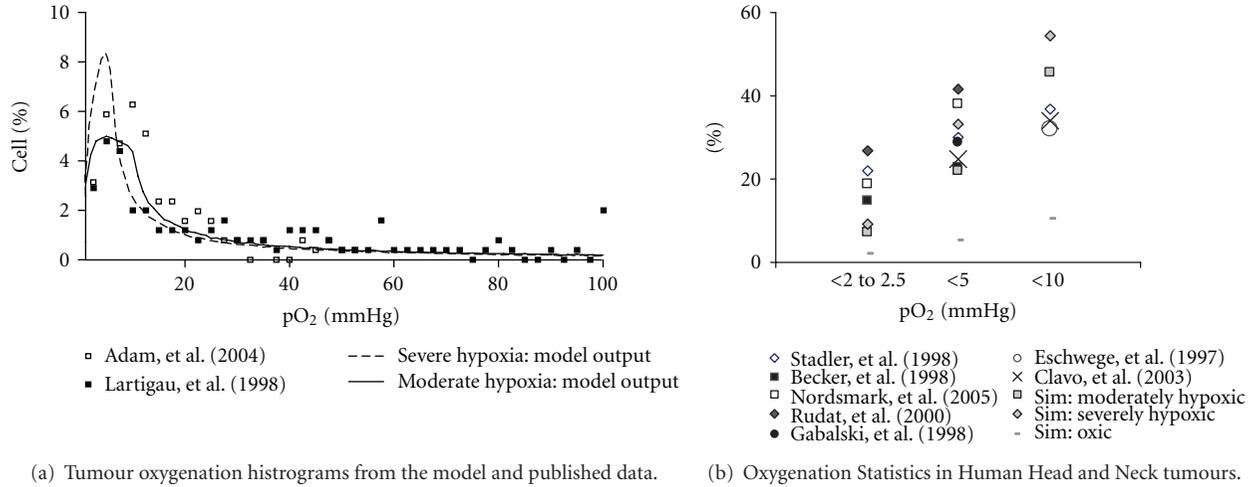 10
8
6
4
2
0
Cell (%)
20 40 60 80 100
pO2 (mmHg)
Adam, et al. (2004)
Lartigau, et al. (1998)
Severe hypoxia: model output
Moderate hypoxia: model output
(a) Tumour oxygenation histrograms from the model and published data.
60
40
20
0
(%)
<2 to 2.5 <5 <10
pO2 (mmHg)
Stadler, et al. (1998)
Becker, et al. (1998)
Nordsmark, et al. (2005)
Rudat, et al. (2000)
Gabalski, et al. (1998)
Eschwege, et al. (1997)
Clavo, et al. (2003)
Sim: moderately hypoxic
Sim: severely hypoxic
Sim: oxic
(b) Oxygenation Statistics in Human Head and Neck tumours.